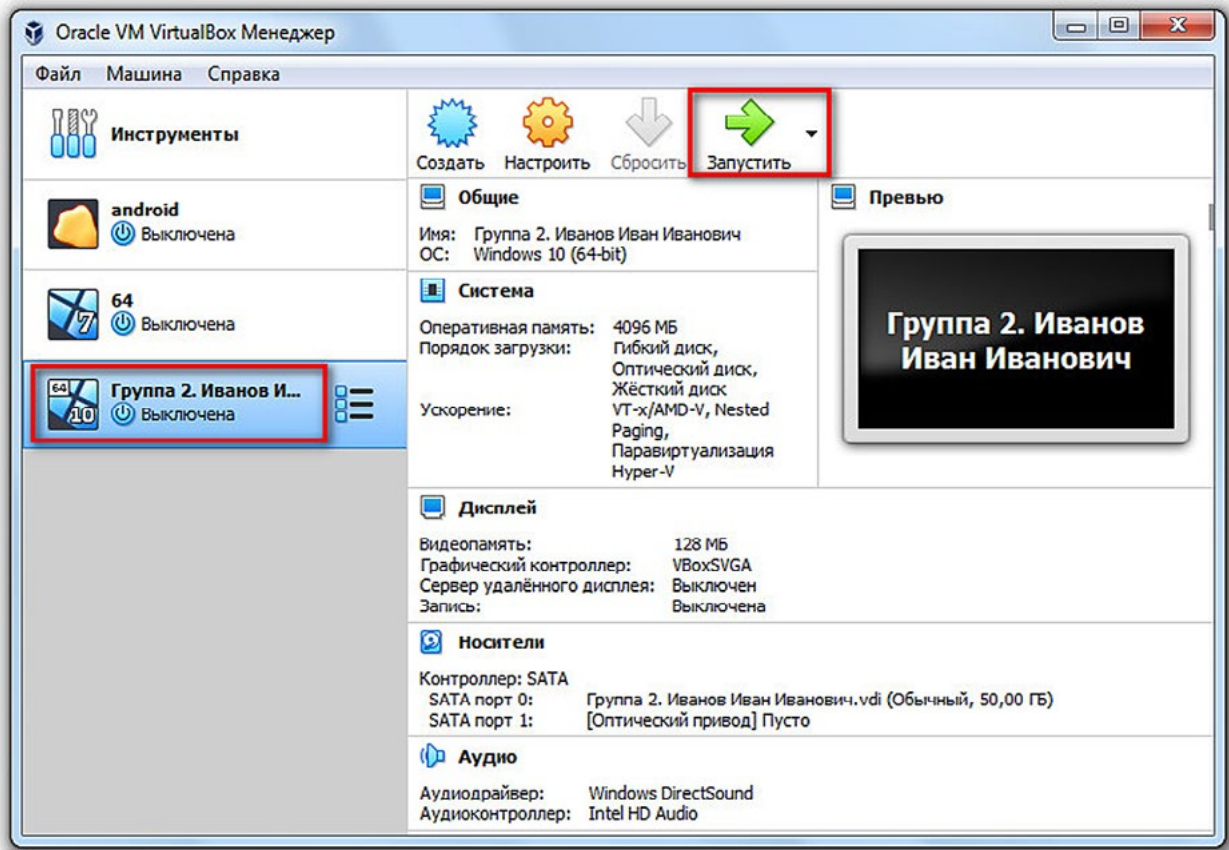 Oracle VM VirtualBox Менеджер
Файл Машина Справка
Инструменты
android
Выключена
64
7
Выключена
64
10
Группа 2. Иванов И...
Выключена
Создать Настроить Сбросить Запустить
Общие
Имя: Группа 2. Иванов Иван Иванович
ОС: Windows 10 (64-bit)
Система
Оперативная память: 4096 МБ
Порядок загрузки: Гибкий диск,
Оптический диск,
Жёсткий диск
Ускорение: VT-x/AMD-V, Nested
Paging,
Паравиртуализация
Hyper-V
Превью
Группа 2. Иванов
Иван Иванович
Дисплей
Видеопамять: 128 МБ
Графический контроллер: VBoxSVGA
Сервер удалённого дисплея: Выключен
Запись: Выключена
Носители
Контроллер: SATA
SATA порт 0: Группа 2. Иванов Иван Иванович.vdi (Обычный, 50,00 ГБ)
SATA порт 1: [Оптический привод] Пусто
Аудио
Аудиодрайвер: Windows DirectSound
Аудиоконтроллер: Intel HD Audio